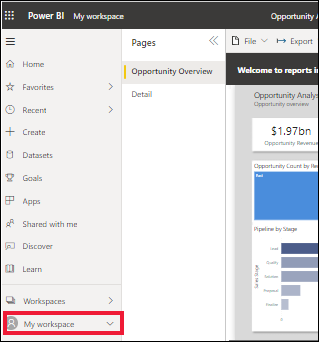 Power BI My workspace Opportunity A
Home
Favorites
Recent
Create
Datasets
Goals
Apps
Shared with me
Discover
Learn
Workspaces
My workspace
Pages
Opportunity Overview
Detail
File Export
Welcome to reports i
Opportunity Analys
Opportunity overview
$1.97bn
Opportunity Revenue
Opportunity Count by Re
East
Pipeline by Stage
Sales Stage
Lead
Qualify
Solution
Proposal
Finalize
0